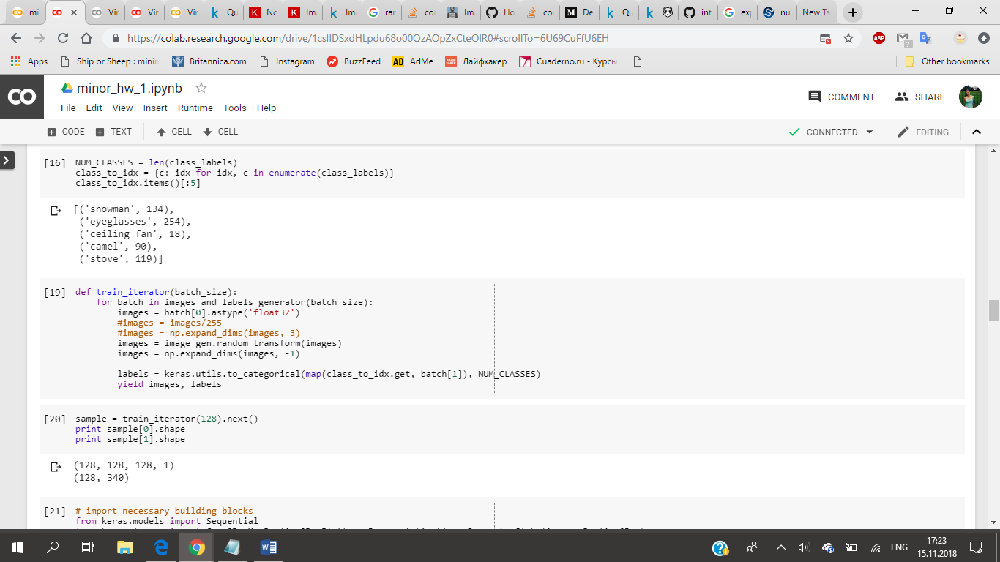 mi
Vir
Vir
Vir
Qu
No
Im
Im
rar
co
Im
Ho
co
De
Qu
int
exp
nu
New Ta
https://colab.research.google.com/drive/1csIIDSxdHLpdu68o00QzAOpZxCteOIR0#scrollTo=6U69CuFfU6EH
ABP
Apps
Ship or Sheep : minim
Britannica.com
Instagram
BuzzFeed
AD AdMe
Лайфхакер
Cuaderno.ru - Курсы
Other bookmarks
CO
minor_hw_1.ipynb
COMMENT
SHARE
File Edit View Insert Runtime Tools Help
CODE TEXT CELL CELL
CONNECTED
EDITING
[16] NUM_CLASSES = len(class_labels)
class_to_idx = {c: idx for idx, c in enumerate(class_labels)}
class_to_idx.items()[:5]
[('snowman', 134),
('eyeglasses', 254),
('ceiling fan', 18),
('camel', 90),
('stove', 119)]
[19] def train_iterator(batch_size):
for batch in images_and_labels_generator(batch_size):
images = batch[0].astype('float32')
#images = images/255
#images = np.expand_dims(images, 3)
images = image_gen.random_transform(images)
images = np.expand_dims(images, -1)
labels = keras.utils.to_categorical(map(class_to_idx.get, batch[1]), NUM_CLASSES)
yield images, labels
[20] sample = train_iterator(128).next()
print sample[0].shape
print sample[1].shape
(128, 128, 128, 1)
(128, 340)
[21] # import necessary building blocks
from keras.models import Sequential
ENG
17:23
15.11.2018